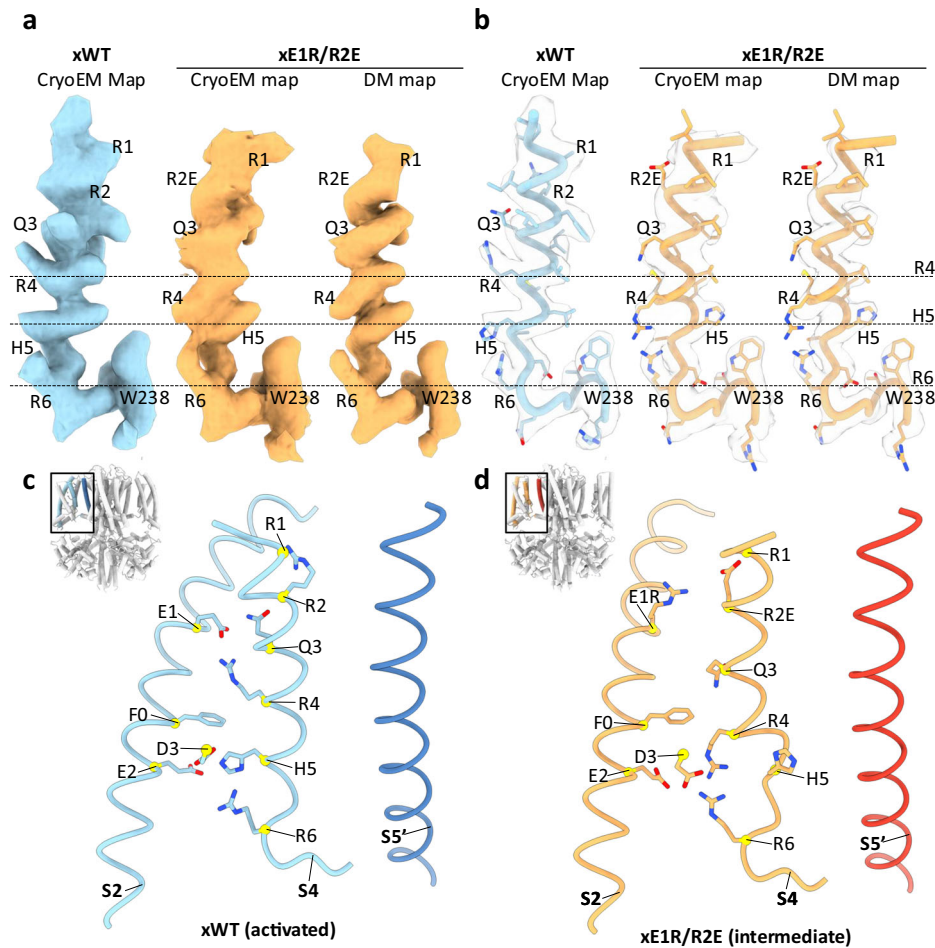 a
xWT
CryoEM Map
xE1R/R2E
CryoEM map
DM map
R1
R2
Q3
R4
H5
R6
R2E
R1
Q3
R4
H5
R6
R2E
R1
Q3
R4
H5
R6
W238
b
xWT
CryoEM Map
xE1R/R2E
CryoEM map
DM map
R1
R2
Q3
R4
H5
R6
R2E
R1
Q3
R4
H5
R6
R2E
R1
Q3
R4
H5
R6
W238
R4
H5
R6
c
R1
R2
E1
Q3
R4
F0
D3
E2
H5
R6
S5’
S2
S4
xWT (activated)
d
R1
E1R
R2E
Q3
F0
R4
D3
E2
H5
R6
S5’
S2
S4
xE1R/R2E (intermediate)